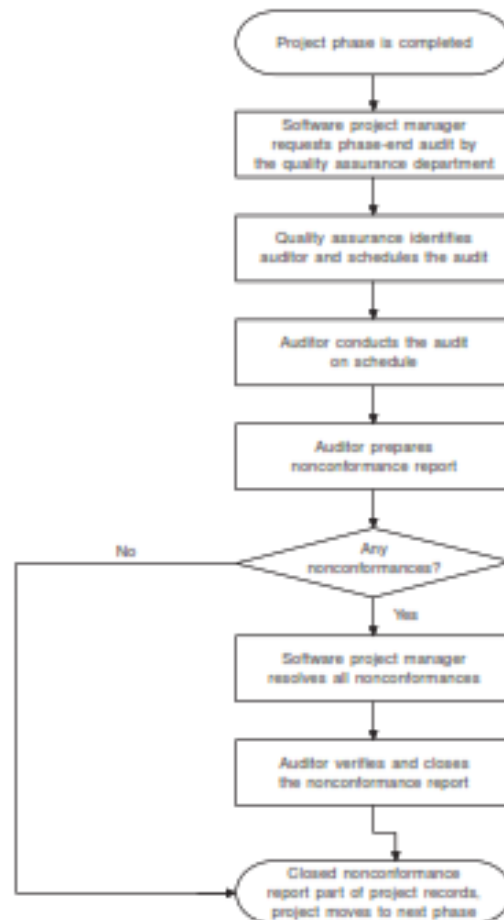 Project phase is completed
Software project manager
requests phase-end audit by
the quality assurance department
Quality assurance identifies
auditor and schedules the audit
Auditor conducts the audit
on schedule
Auditor prepares
nonconformance report
Any
nonconformances?
No
Yes
Software project manager
resolves all nonconformances
Auditor verifies and closes
the nonconformance report
Closed nonconformance
report part of project records,
project moves to next phase